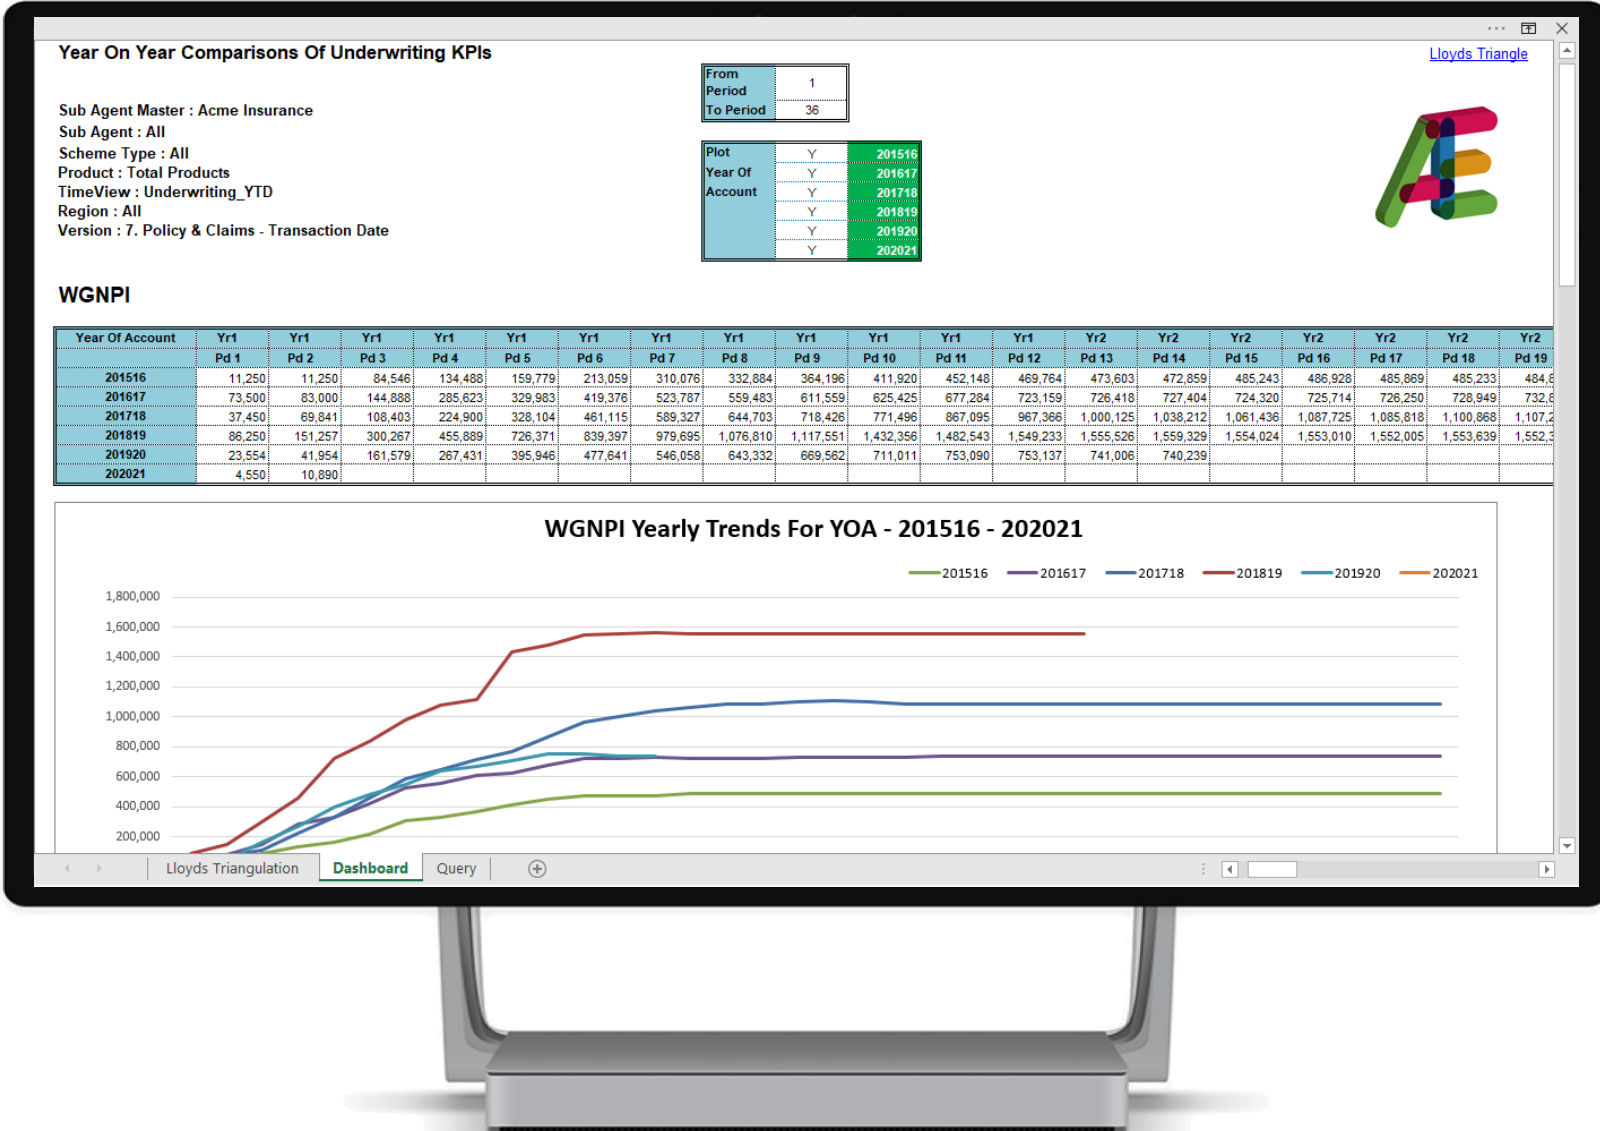 Year On Year Comparisons Of Underwriting KPIs
Lloyds Triangle
From Period 1
To Period 36
Sub Agent Master : Acme Insurance
Sub Agent : All
Scheme Type : All
Product : Total Products
TimeView : Underwriting_YTD
Region : All
Version : 7. Policy & Claims - Transaction Date
Plot Y 201516
Year Of Y 201617
Account Y 201718
Y 201819
Y 201920
Y 202021
WGNPI
Year Of Account Yr1 Yr1 Yr1 Yr1 Yr1 Yr1 Yr1 Yr1 Yr1 Yr1 Yr1 Yr1 Yr2 Yr2 Yr2 Yr2 Yr2 Yr2 Yr2
Pd 1 Pd 2 Pd 3 Pd 4 Pd 5 Pd 6 Pd 7 Pd 8 Pd 9 Pd 10 Pd 11 Pd 12 Pd 13 Pd 14 Pd 15 Pd 16 Pd 17 Pd 18 Pd 19
201516 11,250 11,250 84,546 134,488 159,779 213,059 310,076 332,884 364,196 411,920 452,148 469,764 473,603 472,859 485,243 486,928 485,869 485,233 484,8
201617 73,500 83,000 144,888 285,623 329,983 419,376 523,787 559,483 611,559 625,425 677,284 723,159 726,418 727,404 724,320 725,714 726,250 728,949 732,8
201718 37,450 69,841 108,403 224,900 328,104 461,115 589,327 644,703 718,426 771,496 867,095 967,366 1,000,125 1,038,212 1,061,436 1,087,725 1,085,818 1,100,868 1,107,2
201819 86,250 151,257 300,267 455,889 726,371 839,397 979,695 1,076,810 1,117,551 1,432,356 1,482,543 1,549,233 1,555,526 1,559,329 1,554,024 1,553,010 1,552,005 1,553,639 1,552,3
201920 23,554 41,954 161,579 267,431 395,946 477,641 546,058 643,332 669,562 711,011 753,090 753,137 741,006 740,239
202021 4,550 10,890
WGNPI Yearly Trends For YOA - 201516 - 202021
201516 201617 201718 201819 201920 202021
1,800,000
1,600,000
1,400,000
1,200,000
1,000,000
800,000
600,000
400,000
200,000
Lloyds Triangulation Dashboard Query